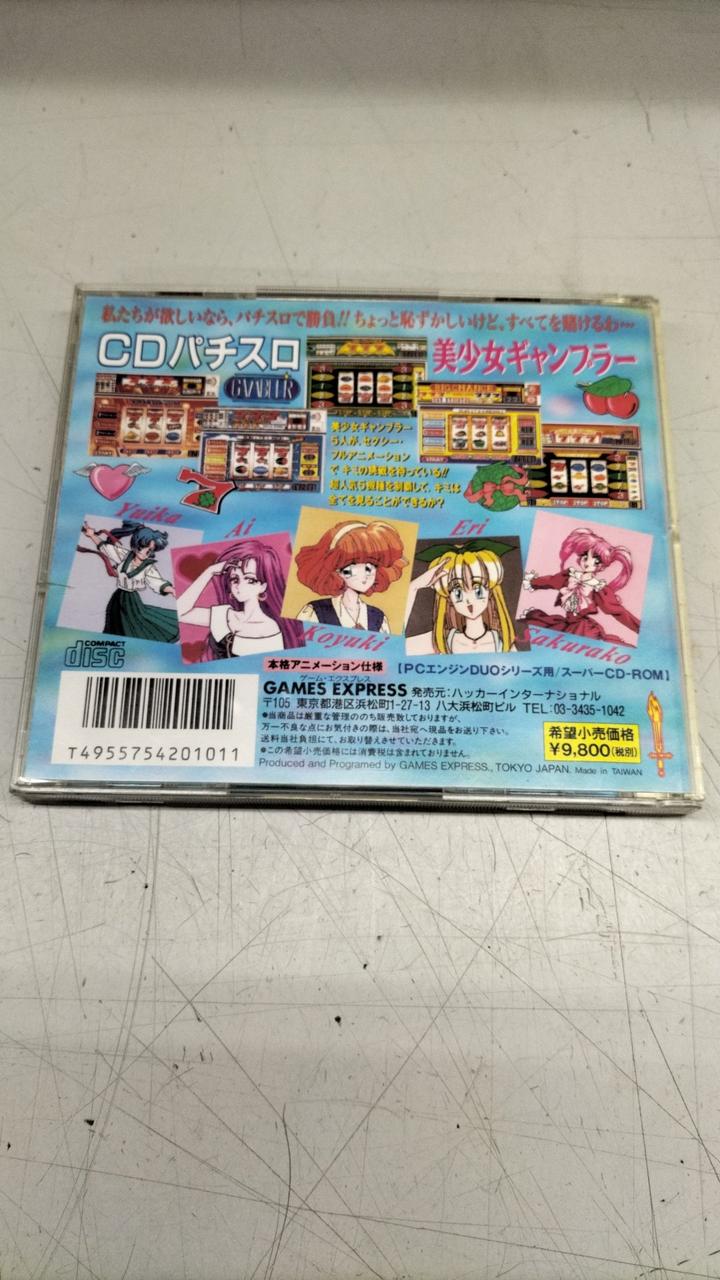 私たちが欲しいなら、パチスロで勝負!! ちょっと恥ずかしいけど、すべてを賭けるわ…
CDパチスロ
美少女ギャンブラー
GAMBLER
BIG CHANCE
美少女ギャンブラー
5人が、セクシー・
フルアニメーション
で キミの挑戦を待っている!!
超人気5機種を制覇して、キミは
全てを見ることができるか?
7
START
STOP STOP STOP
Yuika
Ai
Koyuki
Eri
Sakurako
COMPACT
disc
本格アニメーション仕様
【PCエンジンDUOシリーズ用/スーパーCD-ROM】
ゲーム・エクスプレス
GAMES EXPRESS 発売元:ハッカーインターナショナル
〒105 東京都港区浜松町1-27-13 八大浜松町ビル TEL:03-3435-1042
●当商品は厳重な管理ののち販売致しておりますが、
万一不良な点にお気付きの際は、当社宛へ現品をお送り下さい。
送料当社負担にて、お取り替えさせていただきます。
●この希望小売価格には消費税は含まれておりません。
Produced and Programed by GAMES EXPRESS., TOKYO JAPAN. Made in TAIWAN
希望小売価格
¥9,800(税別)
T4955754201011